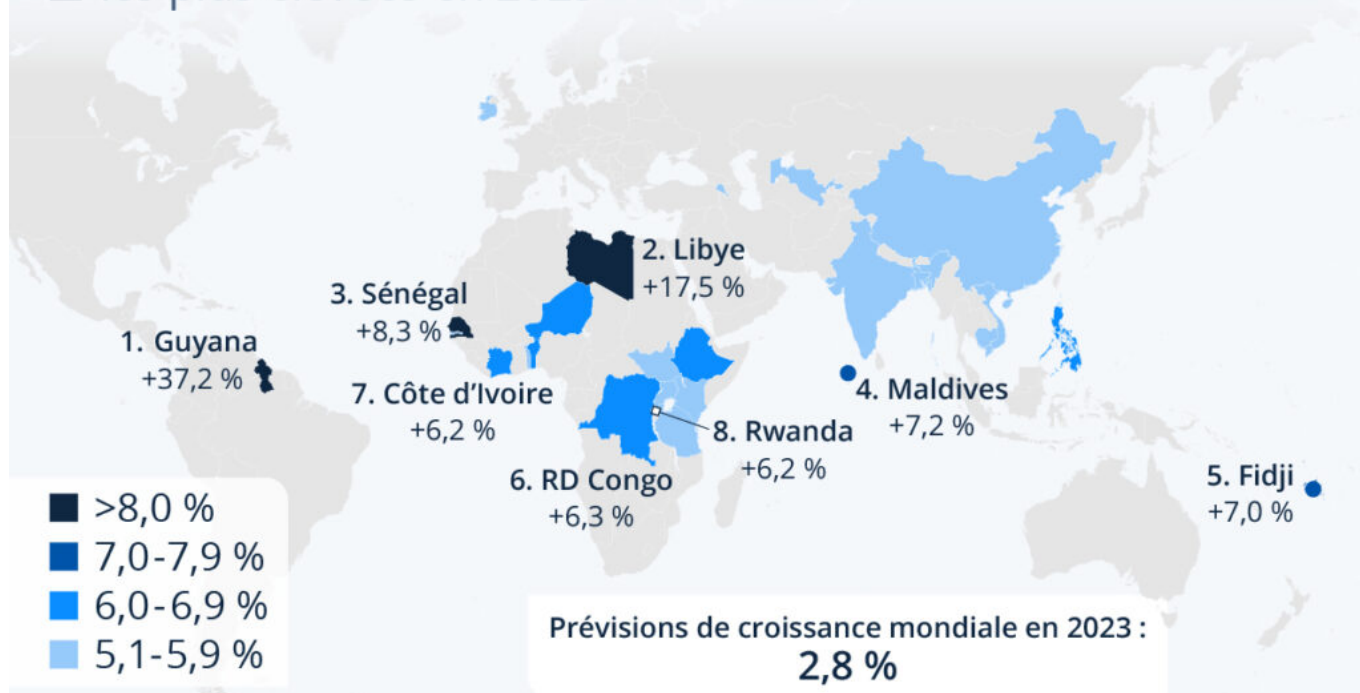 2. Libye
+17,5 %
3. Sénégal
+8,3 %
1. Guyana
+37,2 %
7. Côte d’Ivoire
+6,2 %
4. Maldives
+7,2 %
8. Rwanda
+6,2 %
6. RD Congo
+6,3 %
5. Fidji
+7,0 %
>8,0 %
7,0-7,9 %
6,0-6,9 %
5,1-5,9 %
Prévisions de croissance mondiale en 2023 :
2,8 %